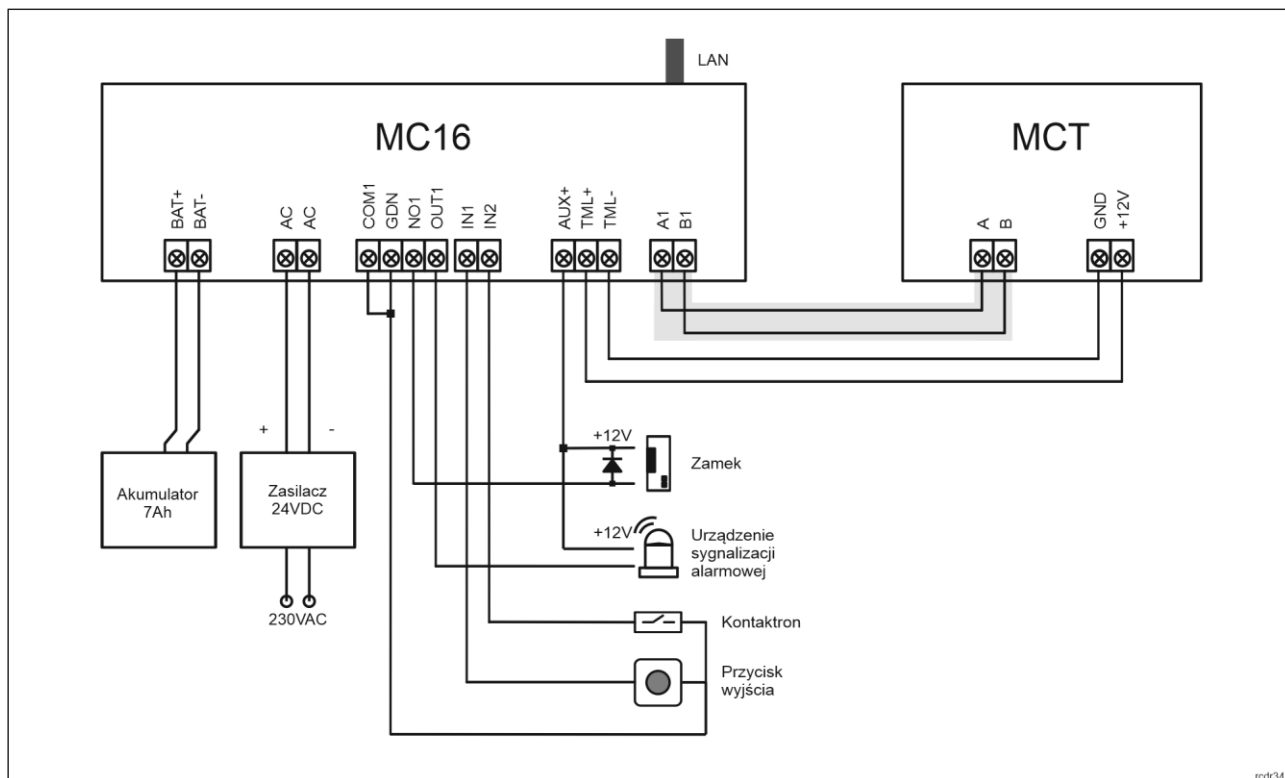 LAN
MC16
MCT
BAT+
BAT-
AC
AC
COM1
GDN
NO1
OUT1
IN1
IN2
AUX+
TML+
TML-
A1
B1
A
B
GND
+12V
+
-
Akumulator
7Ah
Zasilacz
24VDC
230VAC
+12V
Zamek
+12V
Urządzenie
sygnalizacji
alarmowej
Kontaktron
Przycisk
wyjścia
rcdr34